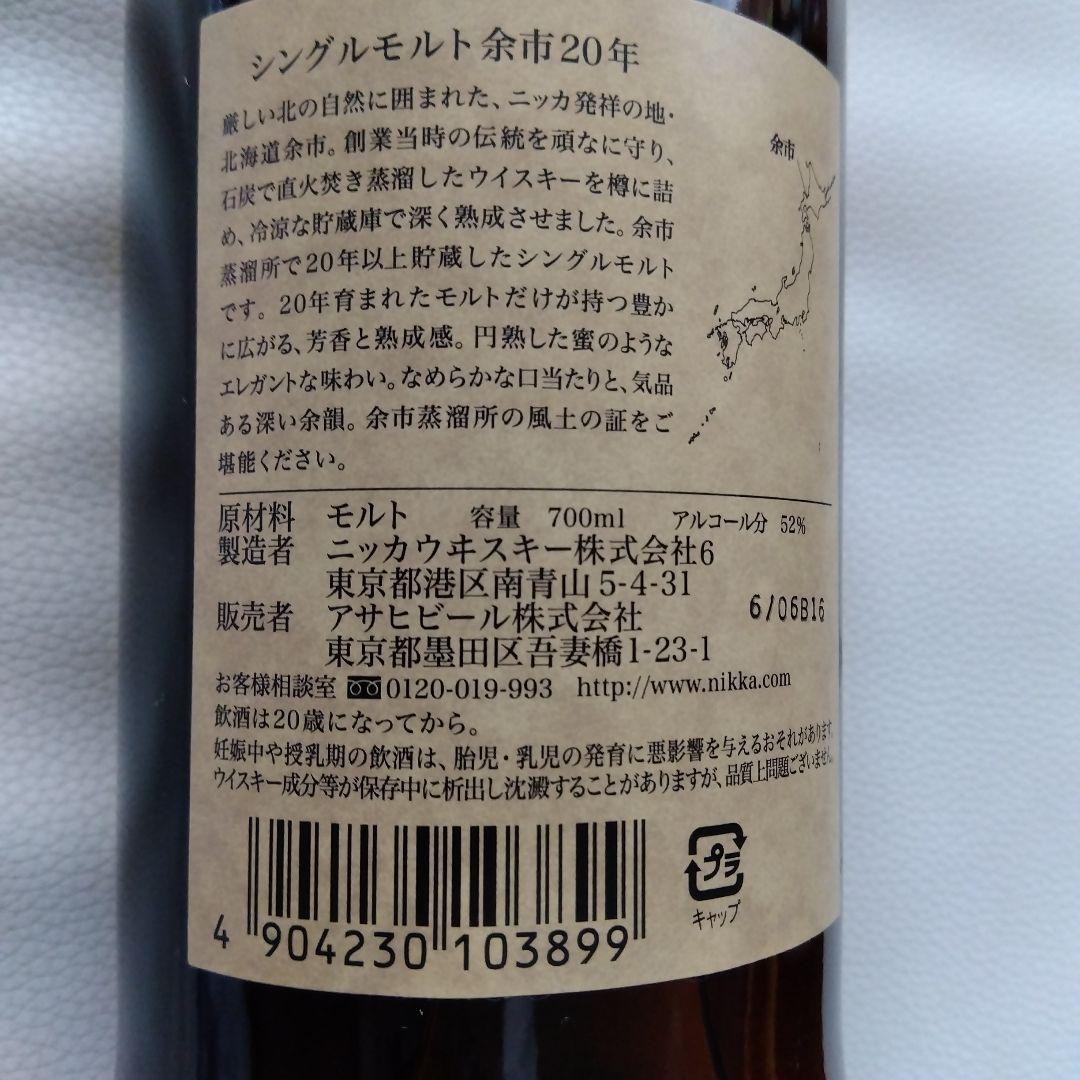 シングルモルト余市20年
厳しい北の自然に囲まれた、ニッカ発祥の地・
北海道余市。創業当時の伝統を頑なに守り、
石炭で直火焚き蒸溜したウイスキーを樽に詰
め、冷涼な貯蔵庫で深く熟成させました。余市
蒸溜所で20年以上貯蔵したシングルモルト
です。20年育まれたモルトだけが持つ豊か
に広がる、芳香と熟成感。円熟した蜜のような
エレガントな味わい。なめらかな口当たりと、気品
ある深い余韻。余市蒸溜所の風土の証をご
堪能ください。
余市
原材料 モルト 容量 700ml アルコール分 52%
製造者 ニッカウヰスキー株式会社6
東京都港区南青山5-4-31
販売者 アサヒビール株式会社
東京都墨田区吾妻橋1-23-1
6/06B16
お客様相談室 0120-019-993 http://www.nikka.com
飲酒は20歳になってから。
妊娠中や授乳期の飲酒は、胎児・乳児の発育に悪影響を与えるおそれがあります。
ウイスキー成分等が保存中に析出し沈澱することがありますが、品質上問題ございません。
4 904230 103899
プラ
キャップ